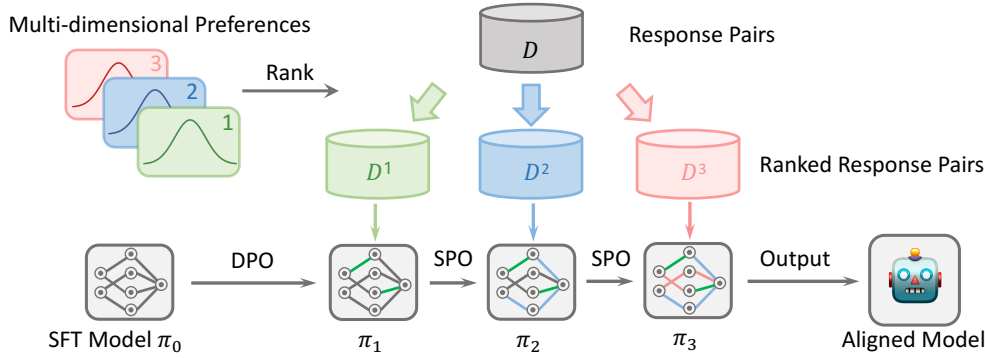 Multi-dimensional Preferences
3
2
1
Rank
D
Response Pairs
D¹
D²
D³
Ranked Response Pairs
DPO
SPO
SPO
Output
SFT Model π₀
π₁
π₂
π₃
Aligned Model